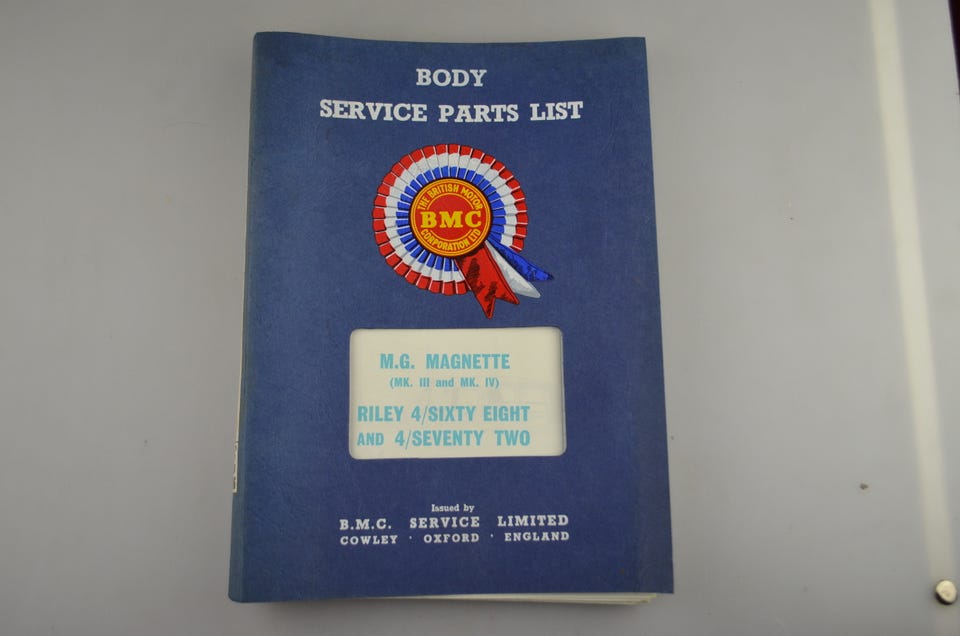 BODY
SERVICE PARTS LIST
THE BRITISH MOTOR
BMC
CORPORATION LTD
M.G. MAGNETTE
(MK. III and MK. IV)
RILEY 4/SIXTY EIGHT
AND 4/SEVENTY TWO
Issued by
B.M.C. SERVICE LIMITED
COWLEY · OXFORD · ENGLAND